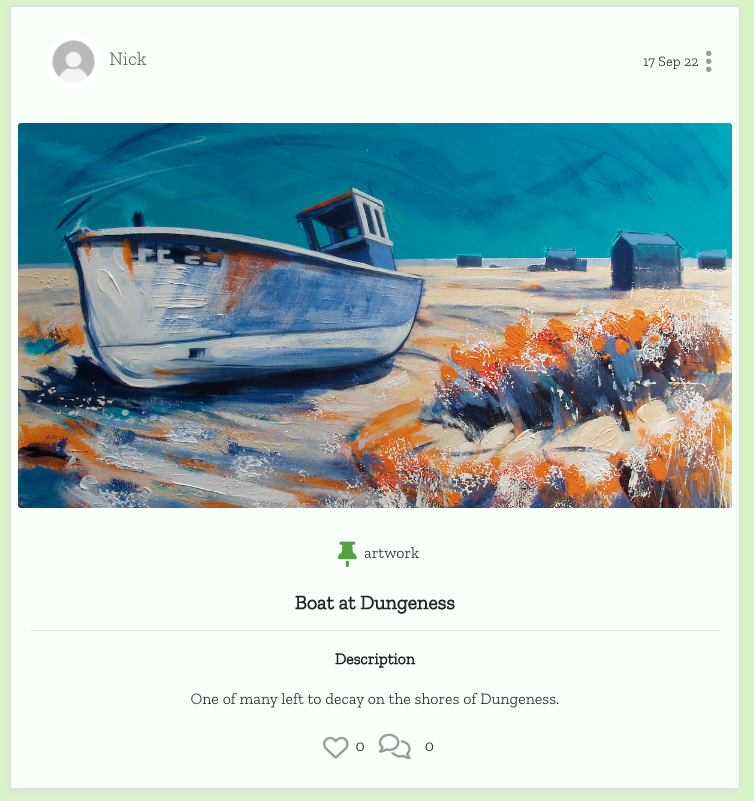 Nick
17 Sep 22
artwork
Boat at Dungeness
Description
One of many left to decay on the shores of Dungeness.
0 0